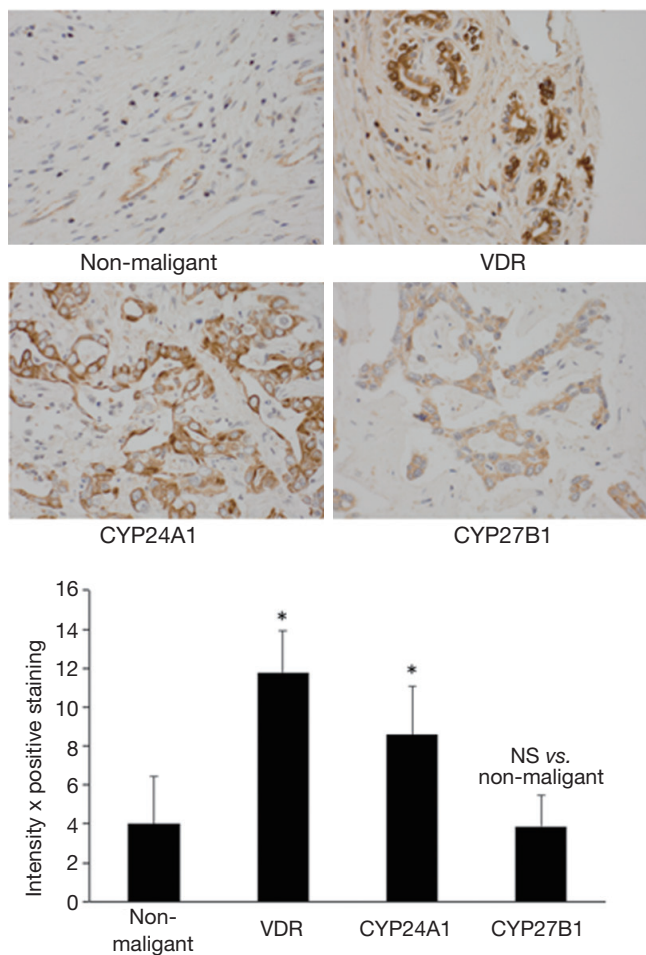 Non-maligant
VDR
CYP24A1
CYP27B1
Intensity x positive staining
16
14
12
10
8
6
4
2
0
*
*
NS vs.
non-maligant
Non-
maligant
VDR
CYP24A1
CYP27B1